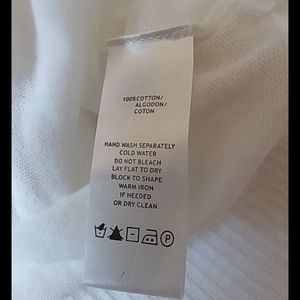 100%COTTON/
ALGODON/
COTON
HAND WASH SEPARATELY
COLD WATER
DO NOT BLEACH
LAY FLAT TO DRY
BLOCK TO SHAPE
WARM IRON
IF NEEDED
OR DRY CLEAN
P